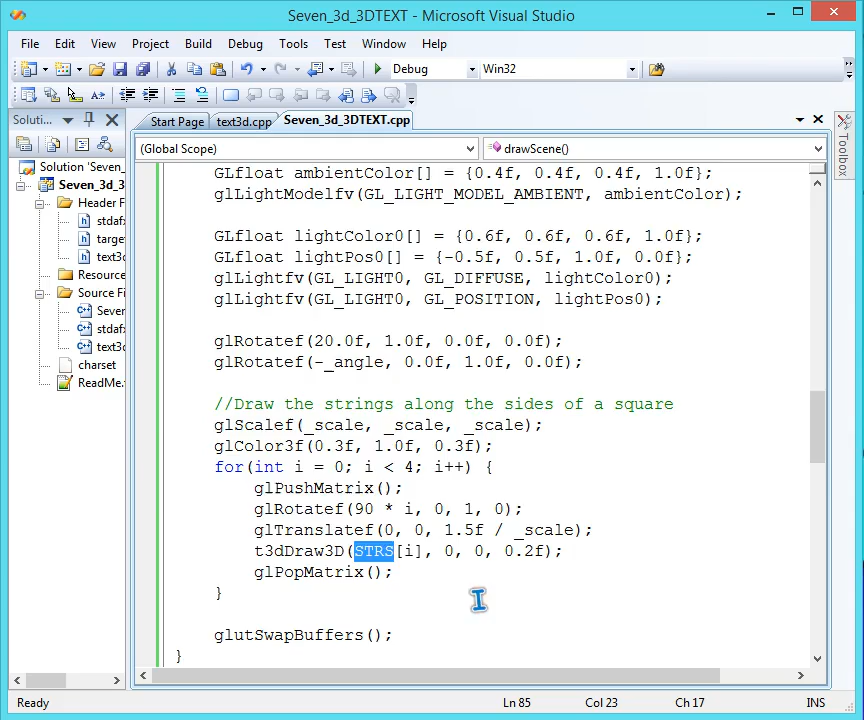 Seven_3d_3DTEXT - Microsoft Visual Studio
File Edit View Project Build Debug Tools Test Window Help
Debug Win32
Soluti...
Start Page text3d.cpp Seven_3d_3DTEXT.cpp
(Global Scope) drawScene()
Toolbox
Solution 'Seven_
Seven_3d_3
Header F
stdaf
target
text3d
Resource
Source Fi
Seven
stdaf
text3d
charset
ReadMe.
GLfloat ambientColor[] = {0.4f, 0.4f, 0.4f, 1.0f};
glLightModelfv(GL_LIGHT_MODEL_AMBIENT, ambientColor);
GLfloat lightColor0[] = {0.6f, 0.6f, 0.6f, 1.0f};
GLfloat lightPos0[] = {-0.5f, 0.5f, 1.0f, 0.0f};
glLightfv(GL_LIGHT0, GL_DIFFUSE, lightColor0);
glLightfv(GL_LIGHT0, GL_POSITION, lightPos0);
glRotatef(20.0f, 1.0f, 0.0f, 0.0f);
glRotatef(-_angle, 0.0f, 1.0f, 0.0f);
//Draw the strings along the sides of a square
glScalef(_scale, _scale, _scale);
glColor3f(0.3f, 1.0f, 0.3f);
for(int i = 0; i < 4; i++) {
glPushMatrix();
glRotatef(90 * i, 0, 1, 0);
glTranslatef(0, 0, 1.5f / _scale);
t3dDraw3D(STRS[i], 0, 0, 0.2f);
glPopMatrix();
}
glutSwapBuffers();
}
Ready Ln 85 Col 23 Ch 17 INS